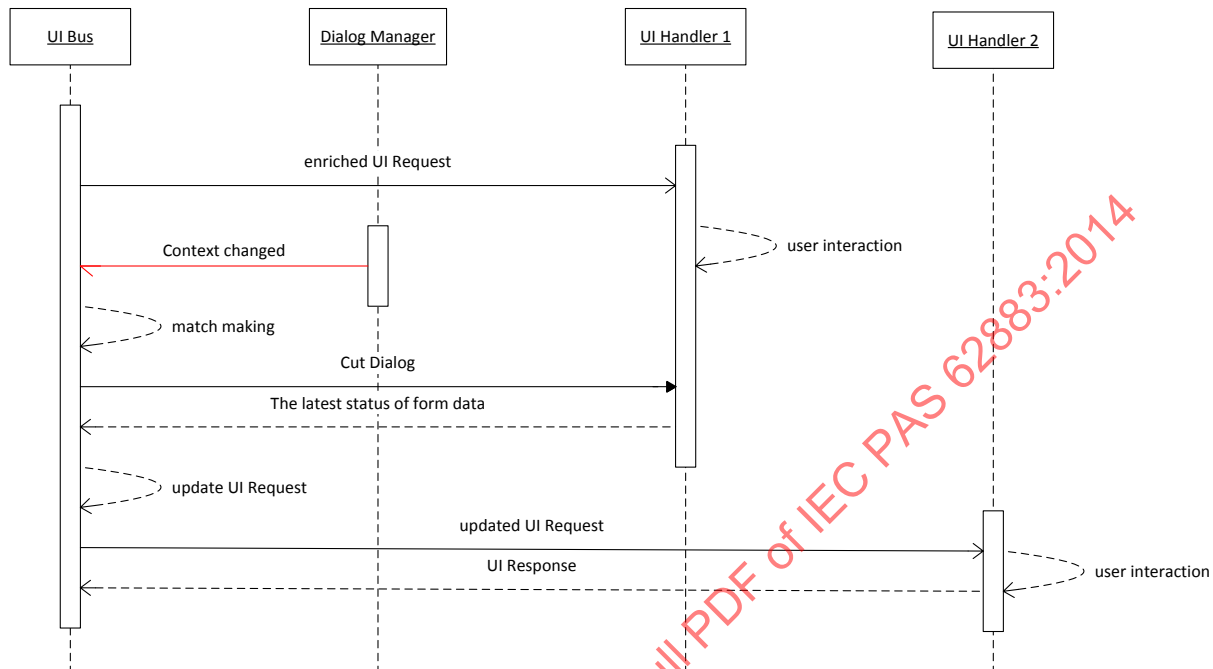 UI Bus
Dialog Manager
UI Handler 1
UI Handler 2
enriched UI Request
user interaction
Context changed
match making
Cut Dialog
The latest status of form data
update UI Request
updated UI Request
UI Response
user interaction
PDF of IEC PAS 62883:2014